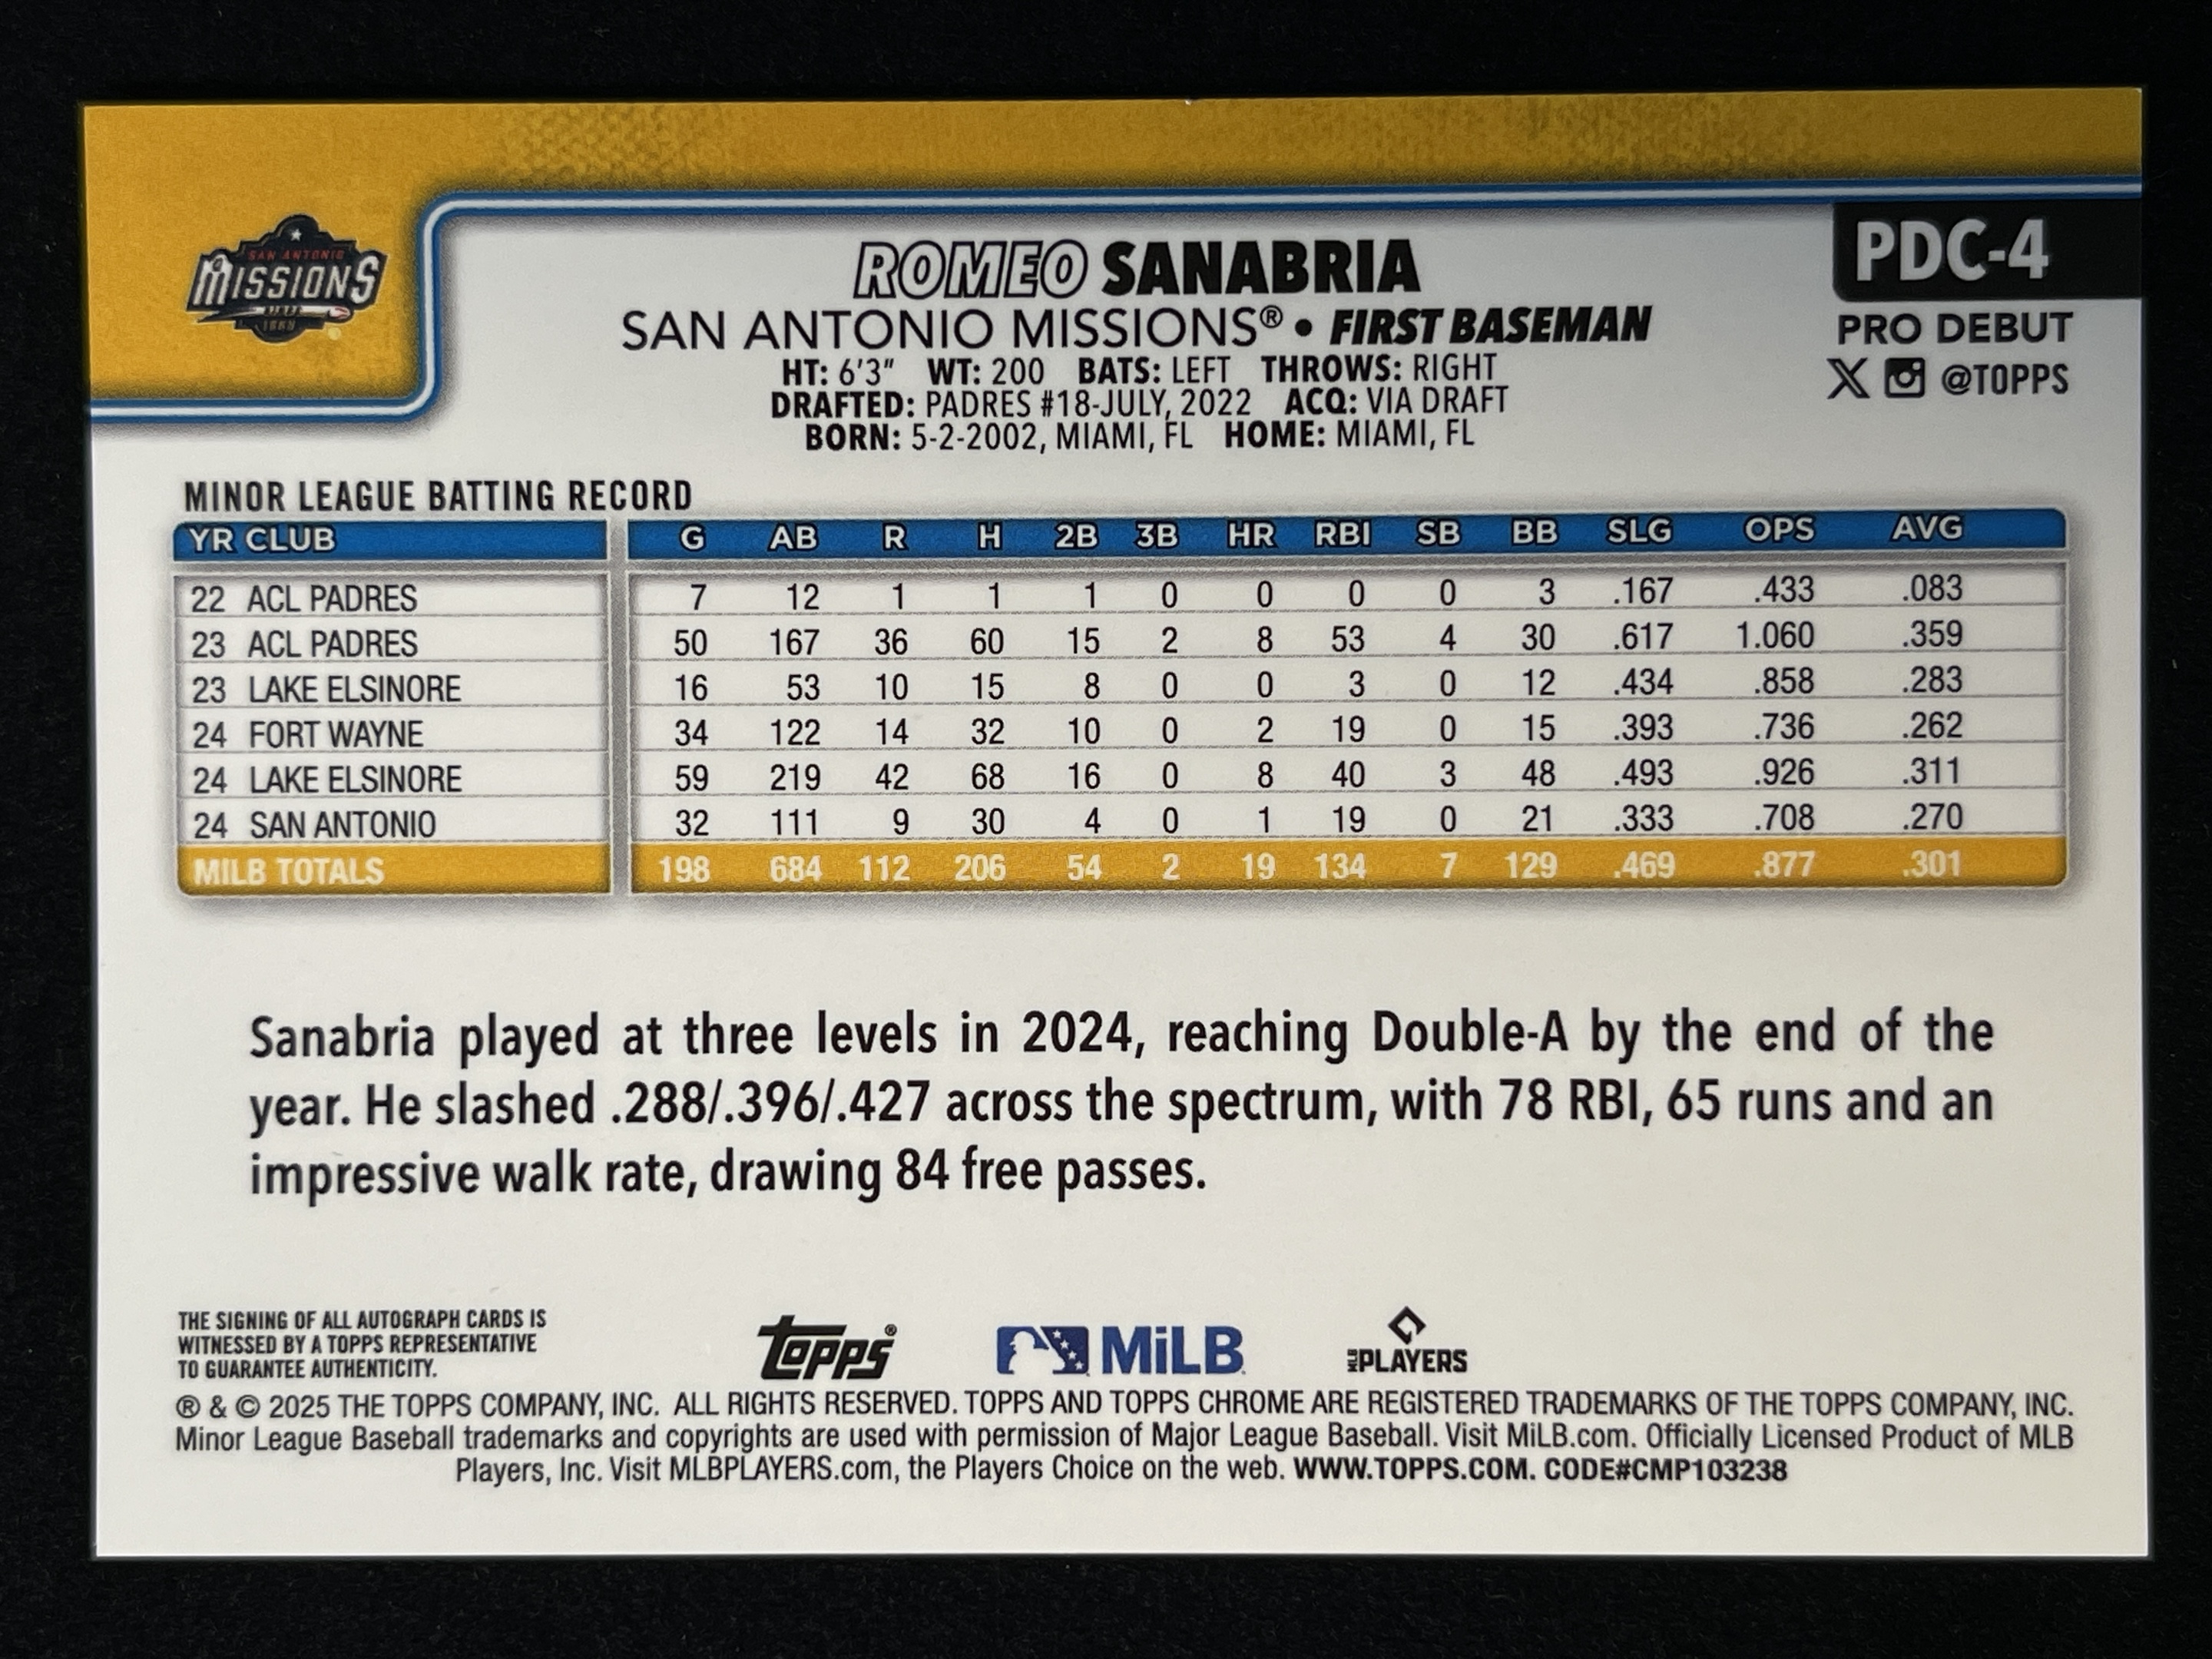 SAN ANTONIO
MISSIONS
1888
ROMEO SANABRIA
SAN ANTONIO MISSIONS® • FIRST BASEMAN
HT: 6'3" WT: 200 BATS: LEFT THROWS: RIGHT
DRAFTED: PADRES #18-JULY, 2022 ACQ: VIA DRAFT
BORN: 5-2-2002, MIAMI, FL HOME: MIAMI, FL
PDC-4
PRO DEBUT
X @TOPPS
MINOR LEAGUE BATTING RECORD
YR CLUB G AB R H 2B 3B HR RBI SB BB SLG OPS AVG
22 ACL PADRES 7 12 1 1 1 0 0 0 0 3 .167 .433 .083
23 ACL PADRES 50 167 36 60 15 2 8 53 4 30 .617 1.060 .359
23 LAKE ELSINORE 16 53 10 15 8 0 0 3 0 12 .434 .858 .283
24 FORT WAYNE 34 122 14 32 10 0 2 19 0 15 .393 .736 .262
24 LAKE ELSINORE 59 219 42 68 16 0 8 40 3 48 .493 .926 .311
24 SAN ANTONIO 32 111 9 30 4 0 1 19 0 21 .333 .708 .270
MILB TOTALS 198 684 112 206 54 2 19 134 7 129 .469 .877 .301
Sanabria played at three levels in 2024, reaching Double-A by the end of the
year. He slashed .288/.396/.427 across the spectrum, with 78 RBI, 65 runs and an
impressive walk rate, drawing 84 free passes.
THE SIGNING OF ALL AUTOGRAPH CARDS IS
WITNESSED BY A TOPPS REPRESENTATIVE
TO GUARANTEE AUTHENTICITY.
topps®
MiLB
MLB PLAYERS
® & © 2025 THE TOPPS COMPANY, INC. ALL RIGHTS RESERVED. TOPPS AND TOPPS CHROME ARE REGISTERED TRADEMARKS OF THE TOPPS COMPANY, INC.
Minor League Baseball trademarks and copyrights are used with permission of Major League Baseball. Visit MiLB.com. Officially Licensed Product of MLB
Players, Inc. Visit MLBPLAYERS.com, the Players Choice on the web. WWW.TOPPS.COM. CODE#CMP103238